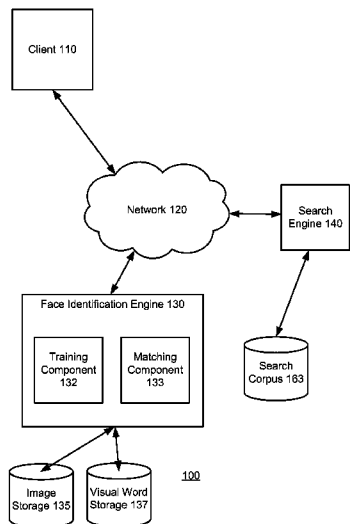 Client 110
Network 120
Search
Engine 140
Face Identification Engine 130
Training
Component
132
Matching
Component
133
Search
Corpus 163
Image
Storage 135
Visual Word
Storage 137
100